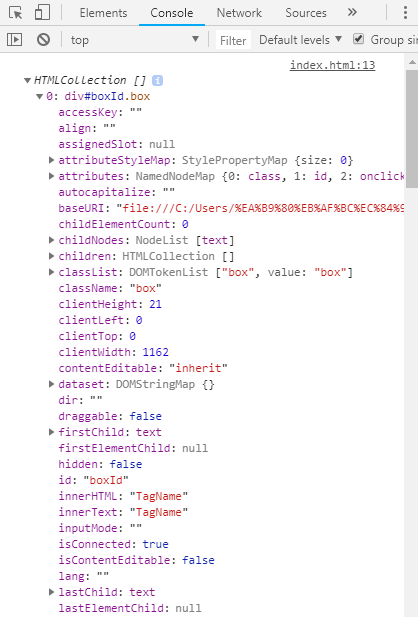 Elements Console Network Sources »
top ▼ Filter Default levels ▼ Group si
index.html:13
▼HTMLCollection [] i
▼0: div#boxId.box
accessKey: ""
align: ""
assignedSlot: null
▶attributeStyleMap: StylePropertyMap {size: 0}
▶attributes: NamedNodeMap {0: class, 1: id, 2: onclick
autocapitalize: ""
baseURI: "file:///C:/Users/%EA%B9%80%EB%AF%BC%EC%84%9
childElementCount: 0
▶childNodes: NodeList [text]
▶children: HTMLCollection []
▶classList: DOMTokenList ["box", value: "box"]
className: "box"
clientHeight: 21
clientLeft: 0
clientTop: 0
clientWidth: 1162
contentEditable: "inherit"
▶dataset: DOMStringMap {}
dir: ""
draggable: false
▶firstChild: text
firstElementChild: null
hidden: false
id: "boxId"
innerHTML: "TagName"
innerText: "TagName"
inputMode: ""
isConnected: true
isContentEditable: false
lang: ""
▶lastChild: text
lastElementChild: null